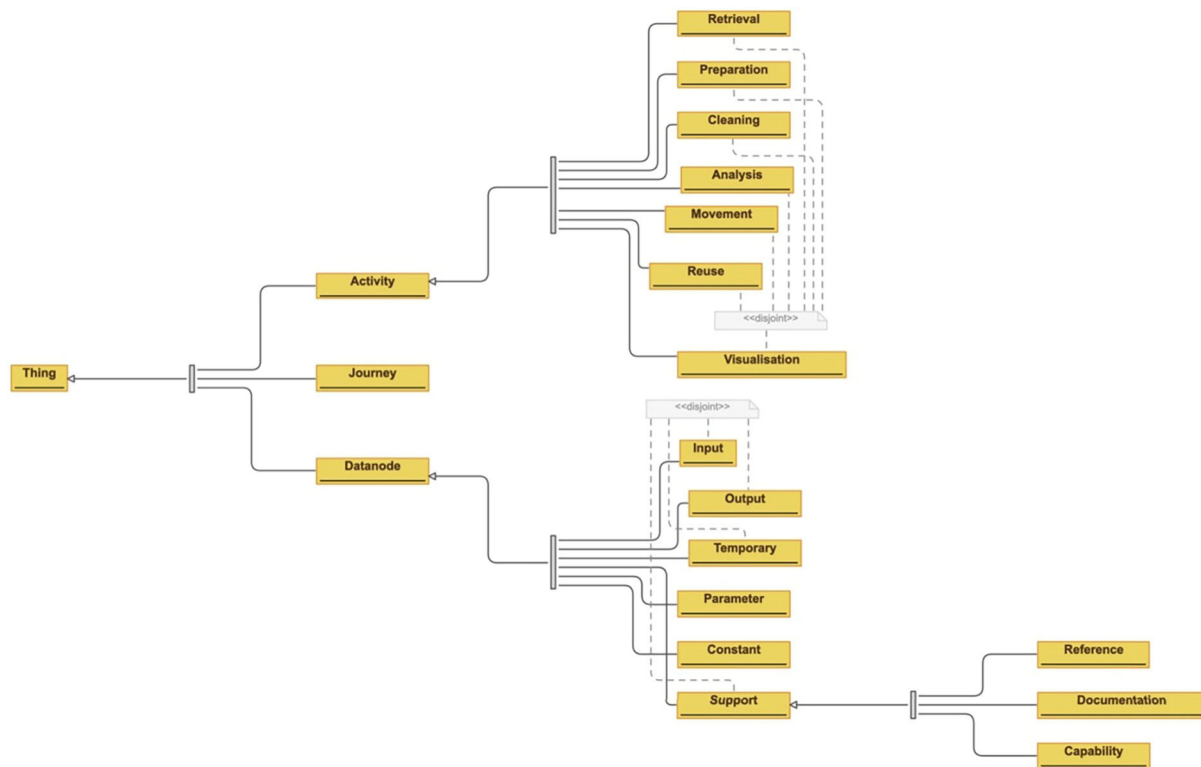 Retrieval
Preparation
Cleaning
Analysis
Movement
Reuse
<<disjoint>>
Visualisation
Activity
Thing
Journey
Datanode
<<disjoint>>
Input
Output
Temporary
Parameter
Constant
Support
Reference
Documentation
Capability